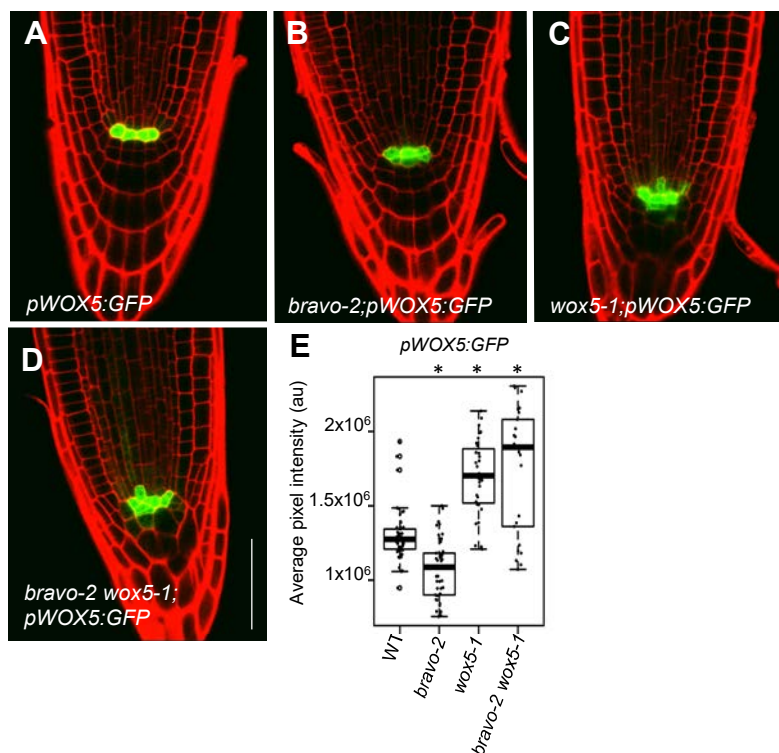 A
pWOX5:GFP
B
bravo-2;pWOX5:GFP
C
wox5-1;pWOX5:GFP
D
bravo-2 wox5-1;
pWOX5:GFP
E
pWOX5:GFP
* * *
Average pixel intensity (au)
2x10⁶
1.5x10⁶
1x10⁶
WT
bravo-2
wox5-1
bravo-2 wox5-1